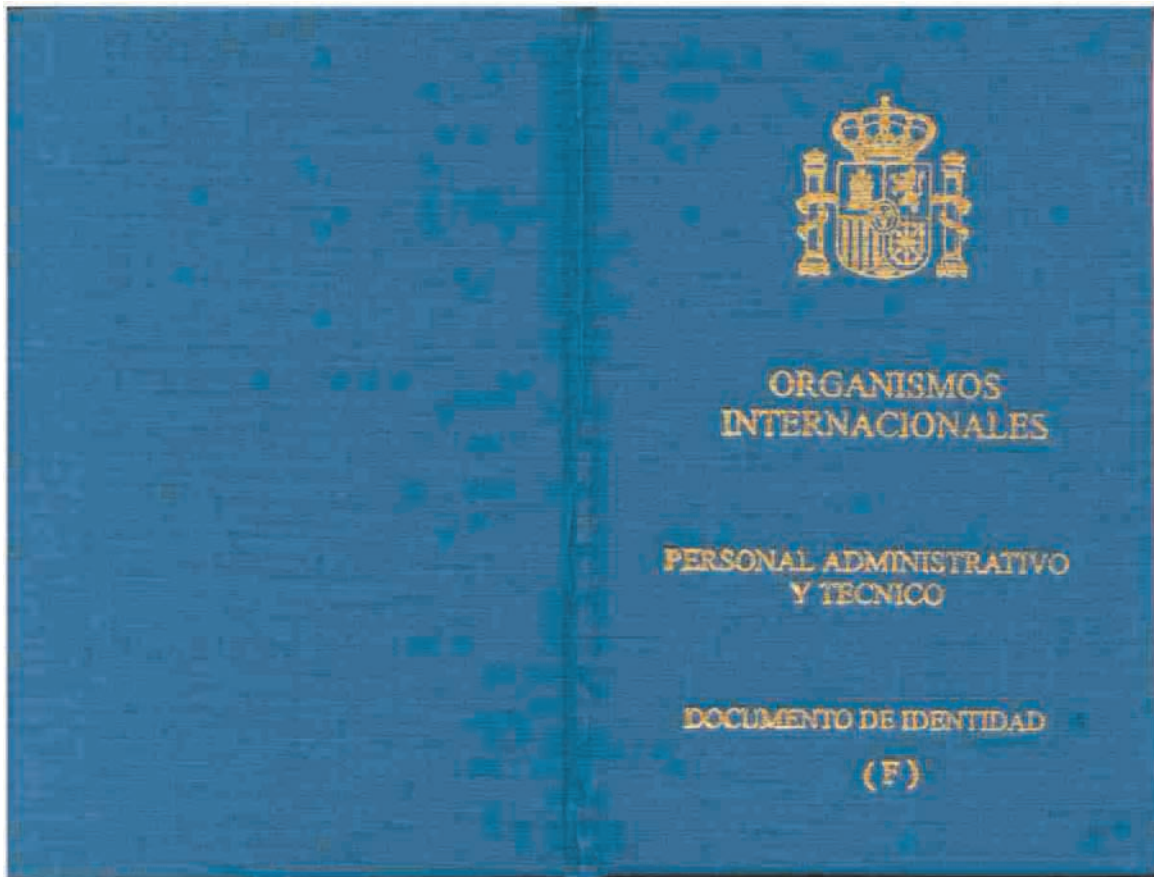 ORGANISMOS
INTERNACIONALES
PERSONAL ADMINISTRATIVO
Y TECNICO
DOCUMENTO DE IDENTIDAD
(F)